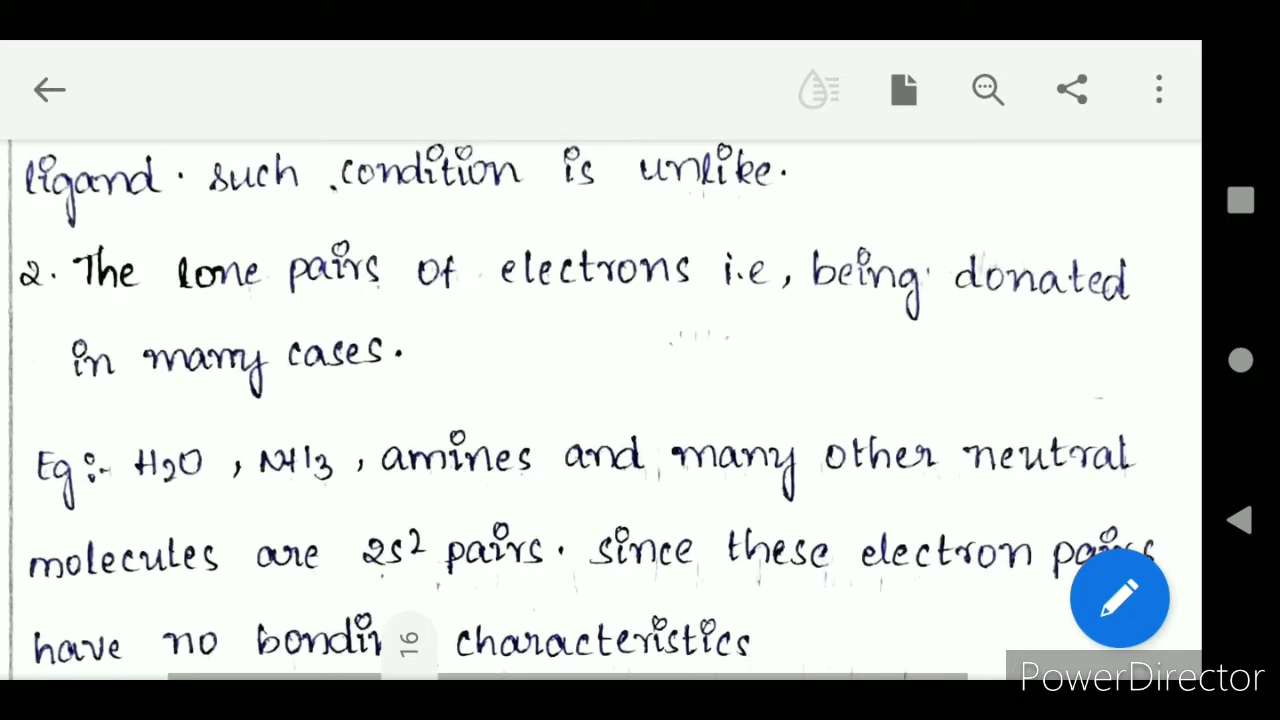 ligand. such condition is unlike.
2. The lone pairs of electrons i.e, being donated
in many cases.
Eg:- H2O, NH3, amines and many other neutral
molecules are 2s² pairs. since these electron pairs
have no bondin characteristics
16
PowerDirector